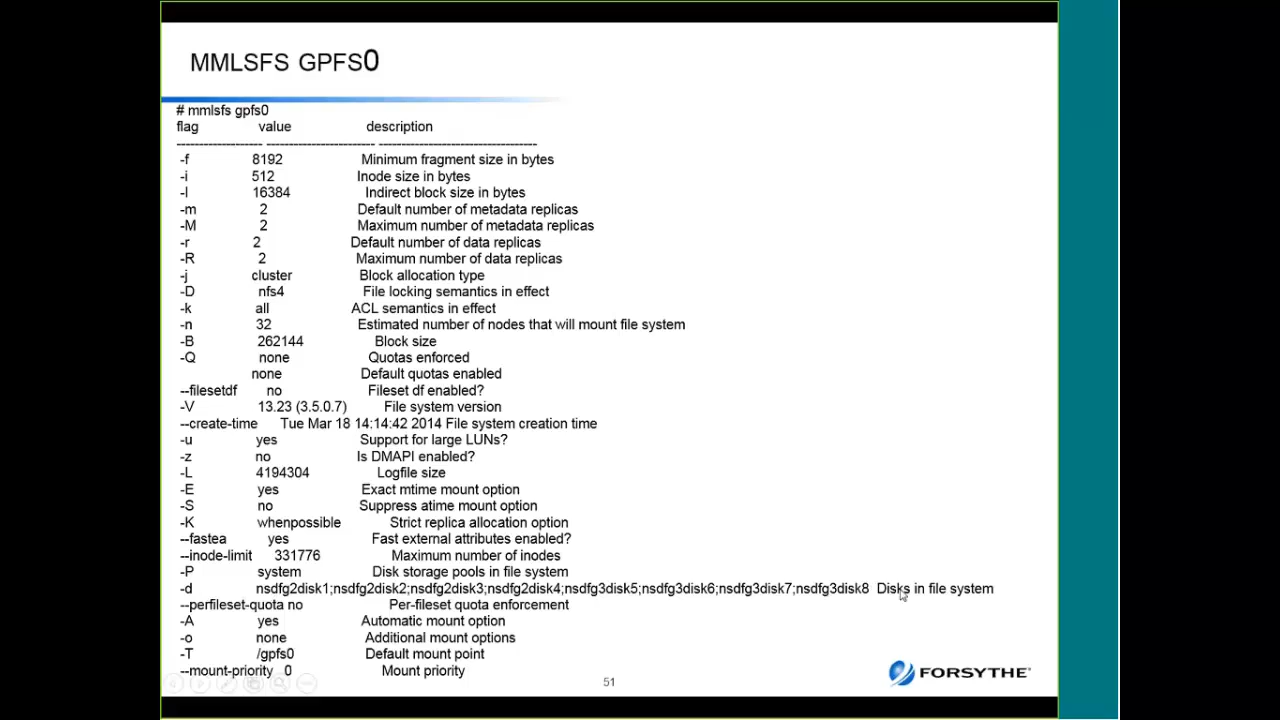 MMLSFS GPFS0
# mmlsfs gpfs0
flag value description
------------------- ------------------------ -----------------------------------
-f 8192 Minimum fragment size in bytes
-i 512 Inode size in bytes
-I 16384 Indirect block size in bytes
-m 2 Default number of metadata replicas
-M 2 Maximum number of metadata replicas
-r 2 Default number of data replicas
-R 2 Maximum number of data replicas
-j cluster Block allocation type
-D nfs4 File locking semantics in effect
-k all ACL semantics in effect
-n 32 Estimated number of nodes that will mount file system
-B 262144 Block size
-Q none Quotas enforced
none Default quotas enabled
--filesetdf no Fileset df enabled?
-V 13.23 (3.5.0.7) File system version
--create-time Tue Mar 18 14:14:42 2014 File system creation time
-u yes Support for large LUNs?
-z no Is DMAPI enabled?
-L 4194304 Logfile size
-E yes Exact mtime mount option
-S no Suppress atime mount option
-K whenpossible Strict replica allocation option
--fastea yes Fast external attributes enabled?
--inode-limit 331776 Maximum number of inodes
-P system Disk storage pools in file system
-d nsdfg2disk1;nsdfg2disk2;nsdfg2disk3;nsdfg2disk4;nsdfg3disk5;nsdfg3disk6;nsdfg3disk7;nsdfg3disk8 Disks in file system
--perfileset-quota no Per-fileset quota enforcement
-A yes Automatic mount option
-o none Additional mount options
-T /gpfs0 Default mount point
--mount-priority 0 Mount priority
51
FORSYTHE